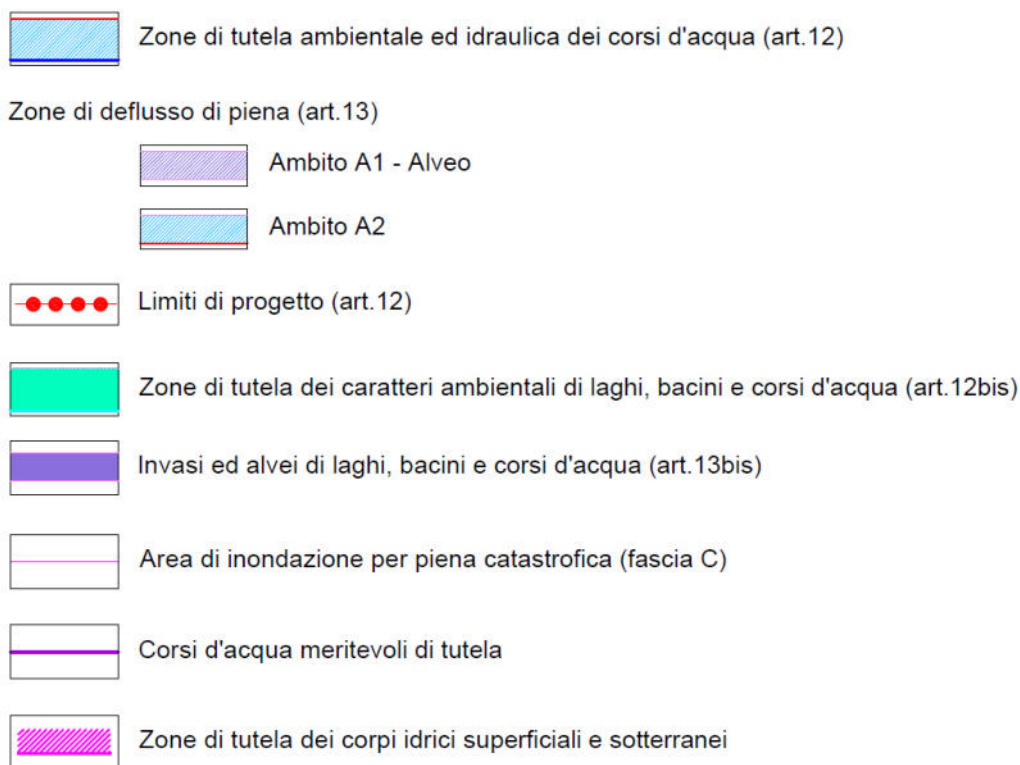 Zone di tutela ambientale ed idraulica dei corsi d'acqua (art.12)
Zone di deflusso di piena (art.13)
Ambito A1 - Alveo
Ambito A2
Limiti di progetto (art.12)
Zone di tutela dei caratteri ambientali di laghi, bacini e corsi d'acqua (art.12bis)
Invasi ed alvei di laghi, bacini e corsi d'acqua (art.13bis)
Area di inondazione per piena catastrofica (fascia C)
Corsi d'acqua meritevoli di tutela
Zone di tutela dei corpi idrici superficiali e sotterranei